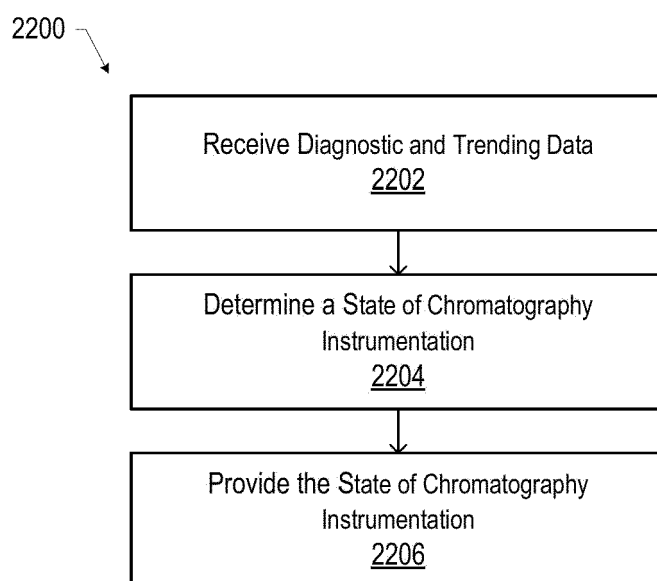 2200
Receive Diagnostic and Trending Data
2202
Determine a State of Chromatography
Instrumentation
2204
Provide the State of Chromatography
Instrumentation
2206